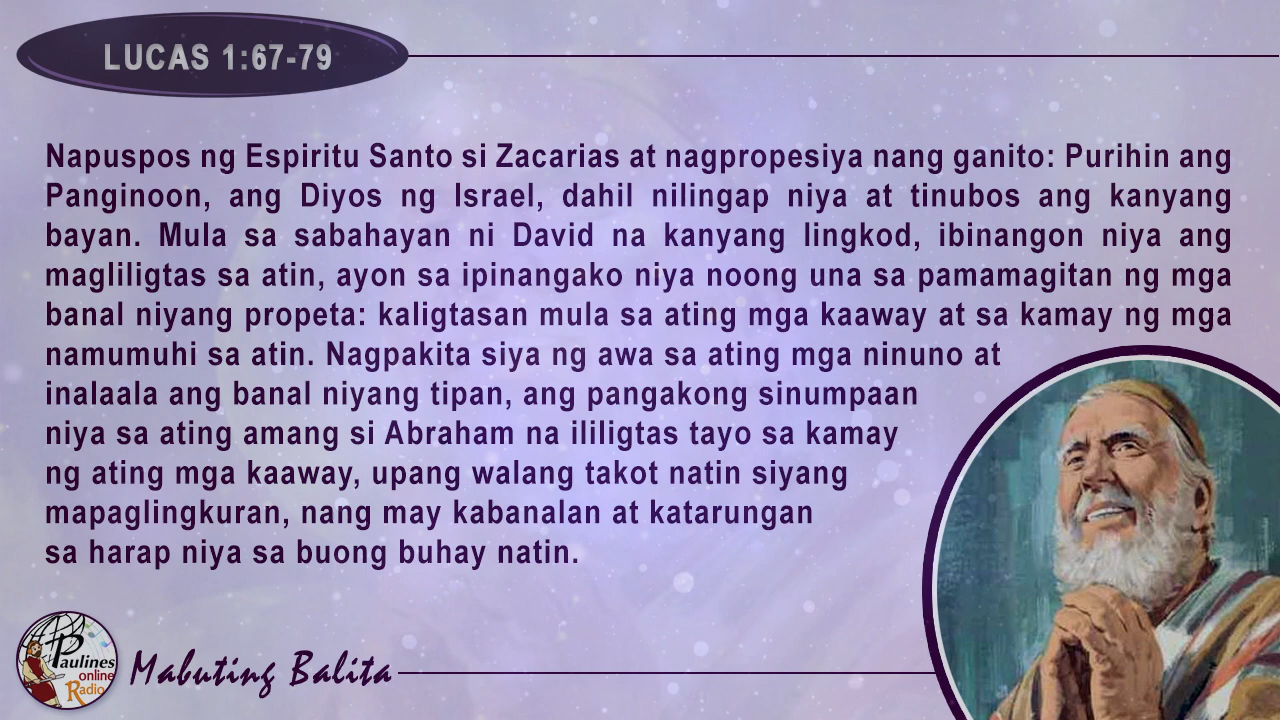 LUCAS 1:67-79
Napuspos ng Espiritu Santo si Zacarias at nagpropesiya nang ganito: Purihin ang
Panginoon, ang Diyos ng Israel, dahil nilingap niya at tinubos ang kanyang
bayan. Mula sa sabahayan ni David na kanyang lingkod, ibinangon niya ang
magliligtas sa atin, ayon sa ipinangako niya noong una sa pamamagitan ng mga
banal niyang propeta: kaligtasan mula sa ating mga kaaway at sa kamay ng mga
namumuhi sa atin. Nagpakita siya ng awa sa ating mga ninuno at
inalaala ang banal niyang tipan, ang pangakong sinumpaan
niya sa ating amang si Abraham na ililigtas tayo sa kamay
ng ating mga kaaway, upang walang takot natin siyang
mapaglingkuran, nang may kabanalan at katarungan
sa harap niya sa buong buhay natin.
Paulines
online
Radio
Mabuting Balita